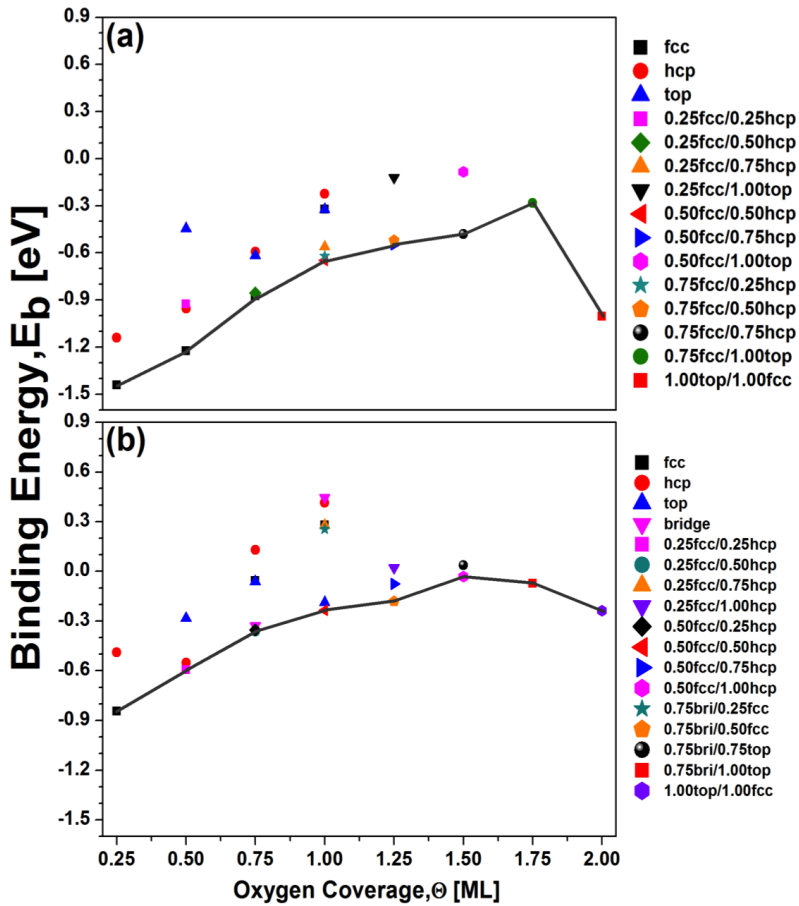 (a)
0.9
0.6
0.3
0.0
-0.3
-0.6
-0.9
-1.2
-1.5
fcc
hcp
top
0.25fcc/0.25hcp
0.25fcc/0.50hcp
0.25fcc/0.75hcp
0.25fcc/1.00top
0.50fcc/0.50hcp
0.50fcc/0.75hcp
0.50fcc/1.00top
0.75fcc/0.25hcp
0.75fcc/0.50hcp
0.75fcc/0.75hcp
0.75fcc/1.00top
1.00top/1.00fcc
Binding Energy,Eb [eV]
(b)
0.9
0.6
0.3
0.0
-0.3
-0.6
-0.9
-1.2
-1.5
fcc
hcp
top
bridge
0.25fcc/0.25hcp
0.25fcc/0.50hcp
0.25fcc/0.75hcp
0.25fcc/1.00hcp
0.50fcc/0.25hcp
0.50fcc/0.50hcp
0.50fcc/0.75hcp
0.50fcc/1.00hcp
0.75bri/0.25fcc
0.75bri/0.50fcc
0.75bri/0.75top
0.75bri/1.00top
1.00top/1.00fcc
0.25 0.50 0.75 1.00 1.25 1.50 1.75 2.00
Oxygen Coverage,Θ [ML]